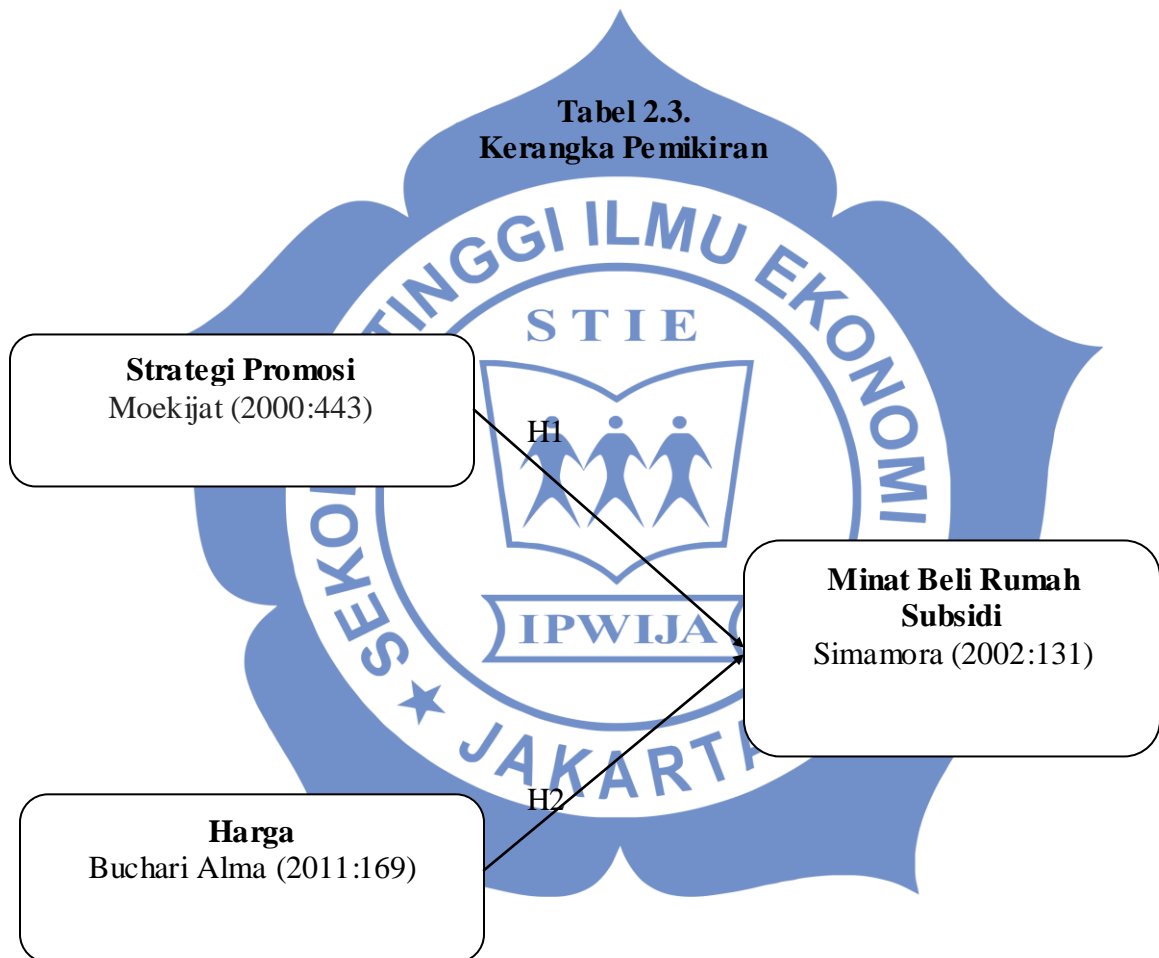 Tabel 2.3.
Kerangka Pemikiran
SEKOL TINGGI ILMU EKONOMI
STIE
Strategi Promosi
Moekijat (2000:443)
H1
Minat Beli Rumah
Subsidi
Simamora (2002:131)
IPWIJA
★ JAKARTA
H2
Harga
Buchari Alma (2011:169)